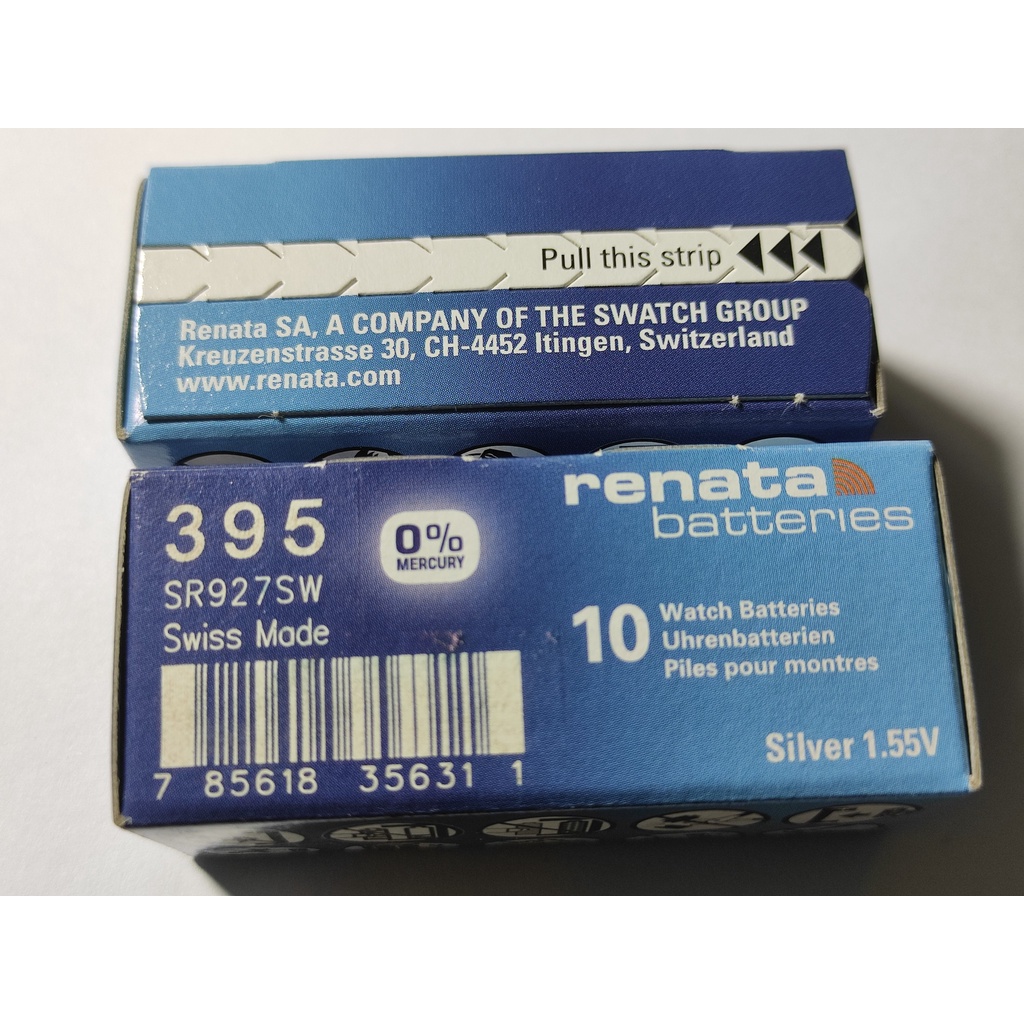 Pull this strip
Renata SA, A COMPANY OF THE SWATCH GROUP
Kreuzenstrasse 30, CH-4452 Itingen, Switzerland
www.renata.com
renata
batteries
395
SR927SW
Swiss Made
0%
MERCURY
10
Watch Batteries
Uhrenbatterien
Piles pour montres
7 85618 35631 1
Silver 1.55V